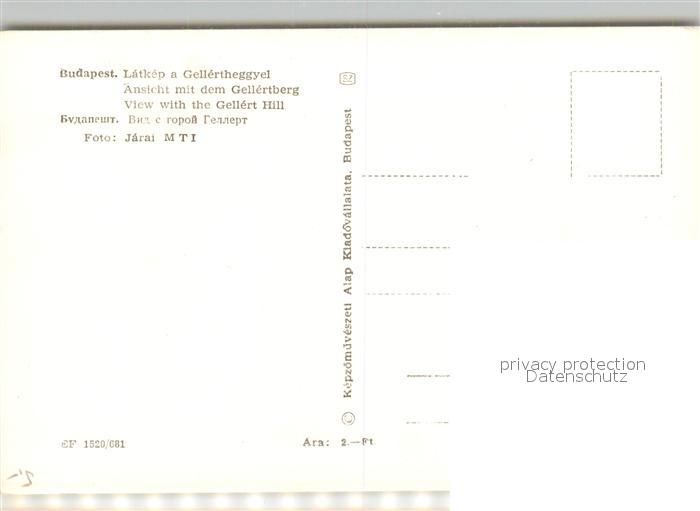 Budapest. Látkép a Gellértheggyel
Ansicht mit dem Gellértberg
View with the Gellért Hill
Будапешт. Вид с горой Геллерт
Foto: Járai MTI
© Képzőművészeti Alap Kiadóvállalata, Budapest
privacy protection
Datenschutz
EF 1520/681
Ára: 2.—Ft